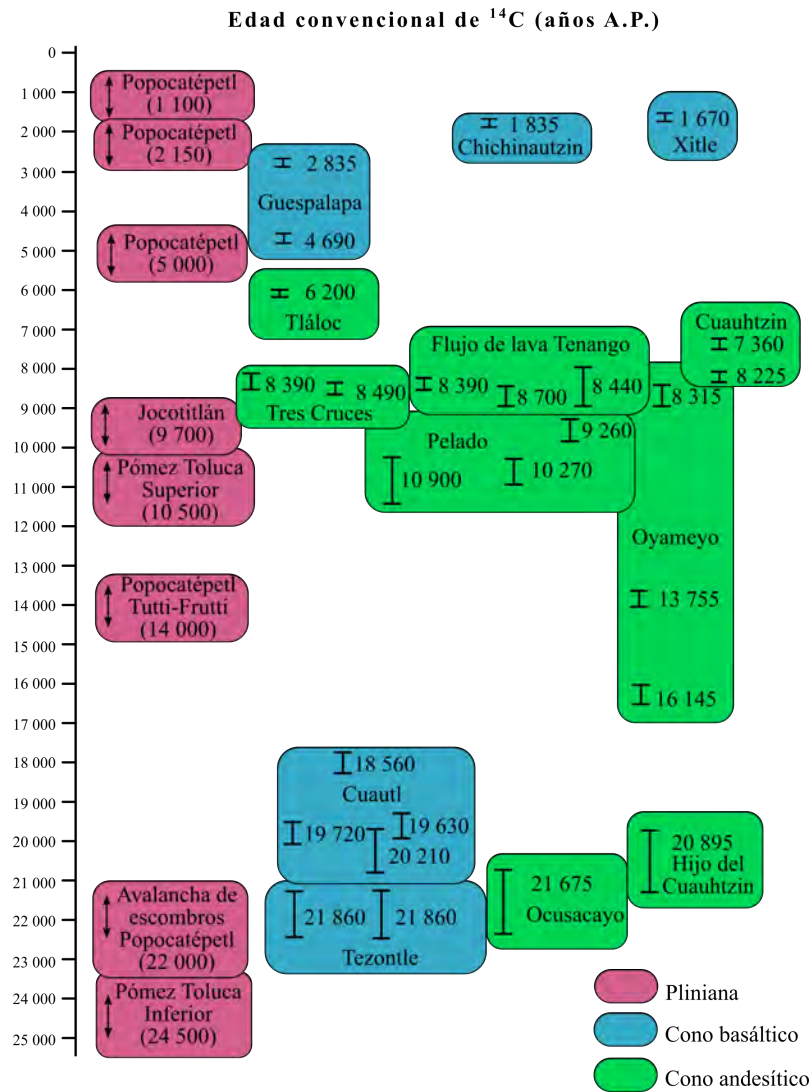 Edad convencional de ¹⁴C (años A.P.)
0
1 000
2 000
3 000
4 000
5 000
6 000
7 000
8 000
9 000
10 000
11 000
12 000
13 000
14 000
15 000
16 000
17 000
18 000
19 000
20 000
21 000
22 000
23 000
24 000
25 000
Popocatépetl
(1 100)
Popocatépetl
(2 150)
Popocatépetl
(5 000)
Jocotitlán
(9 700)
Pómez Toluca
Superior
(10 500)
Popocatépetl
Tutti-Frutti
(14 000)
Avalancha de
escombros
Popocatépetl
(22 000)
Pómez Toluca
Inferior
(24 500)
2 835
Guespalapa
4 690
1 835
Chichinautzin
1 670
Xitle
6 200
Tláloc
8 390
8 490
Tres Cruces
Flujo de lava Tenango
8 390
8 700
8 440
Cuauhtzin
7 360
8 225
Pelado
9 260
10 900
10 270
8 315
Oyameyo
13 755
16 145
18 560
Cuautl
19 720
19 630
20 210
21 860
21 860
Tezontle
21 675
Ocusacayo
20 895
Hijo del
Cuauhtzin
Pliniana
Cono basáltico
Cono andesítico